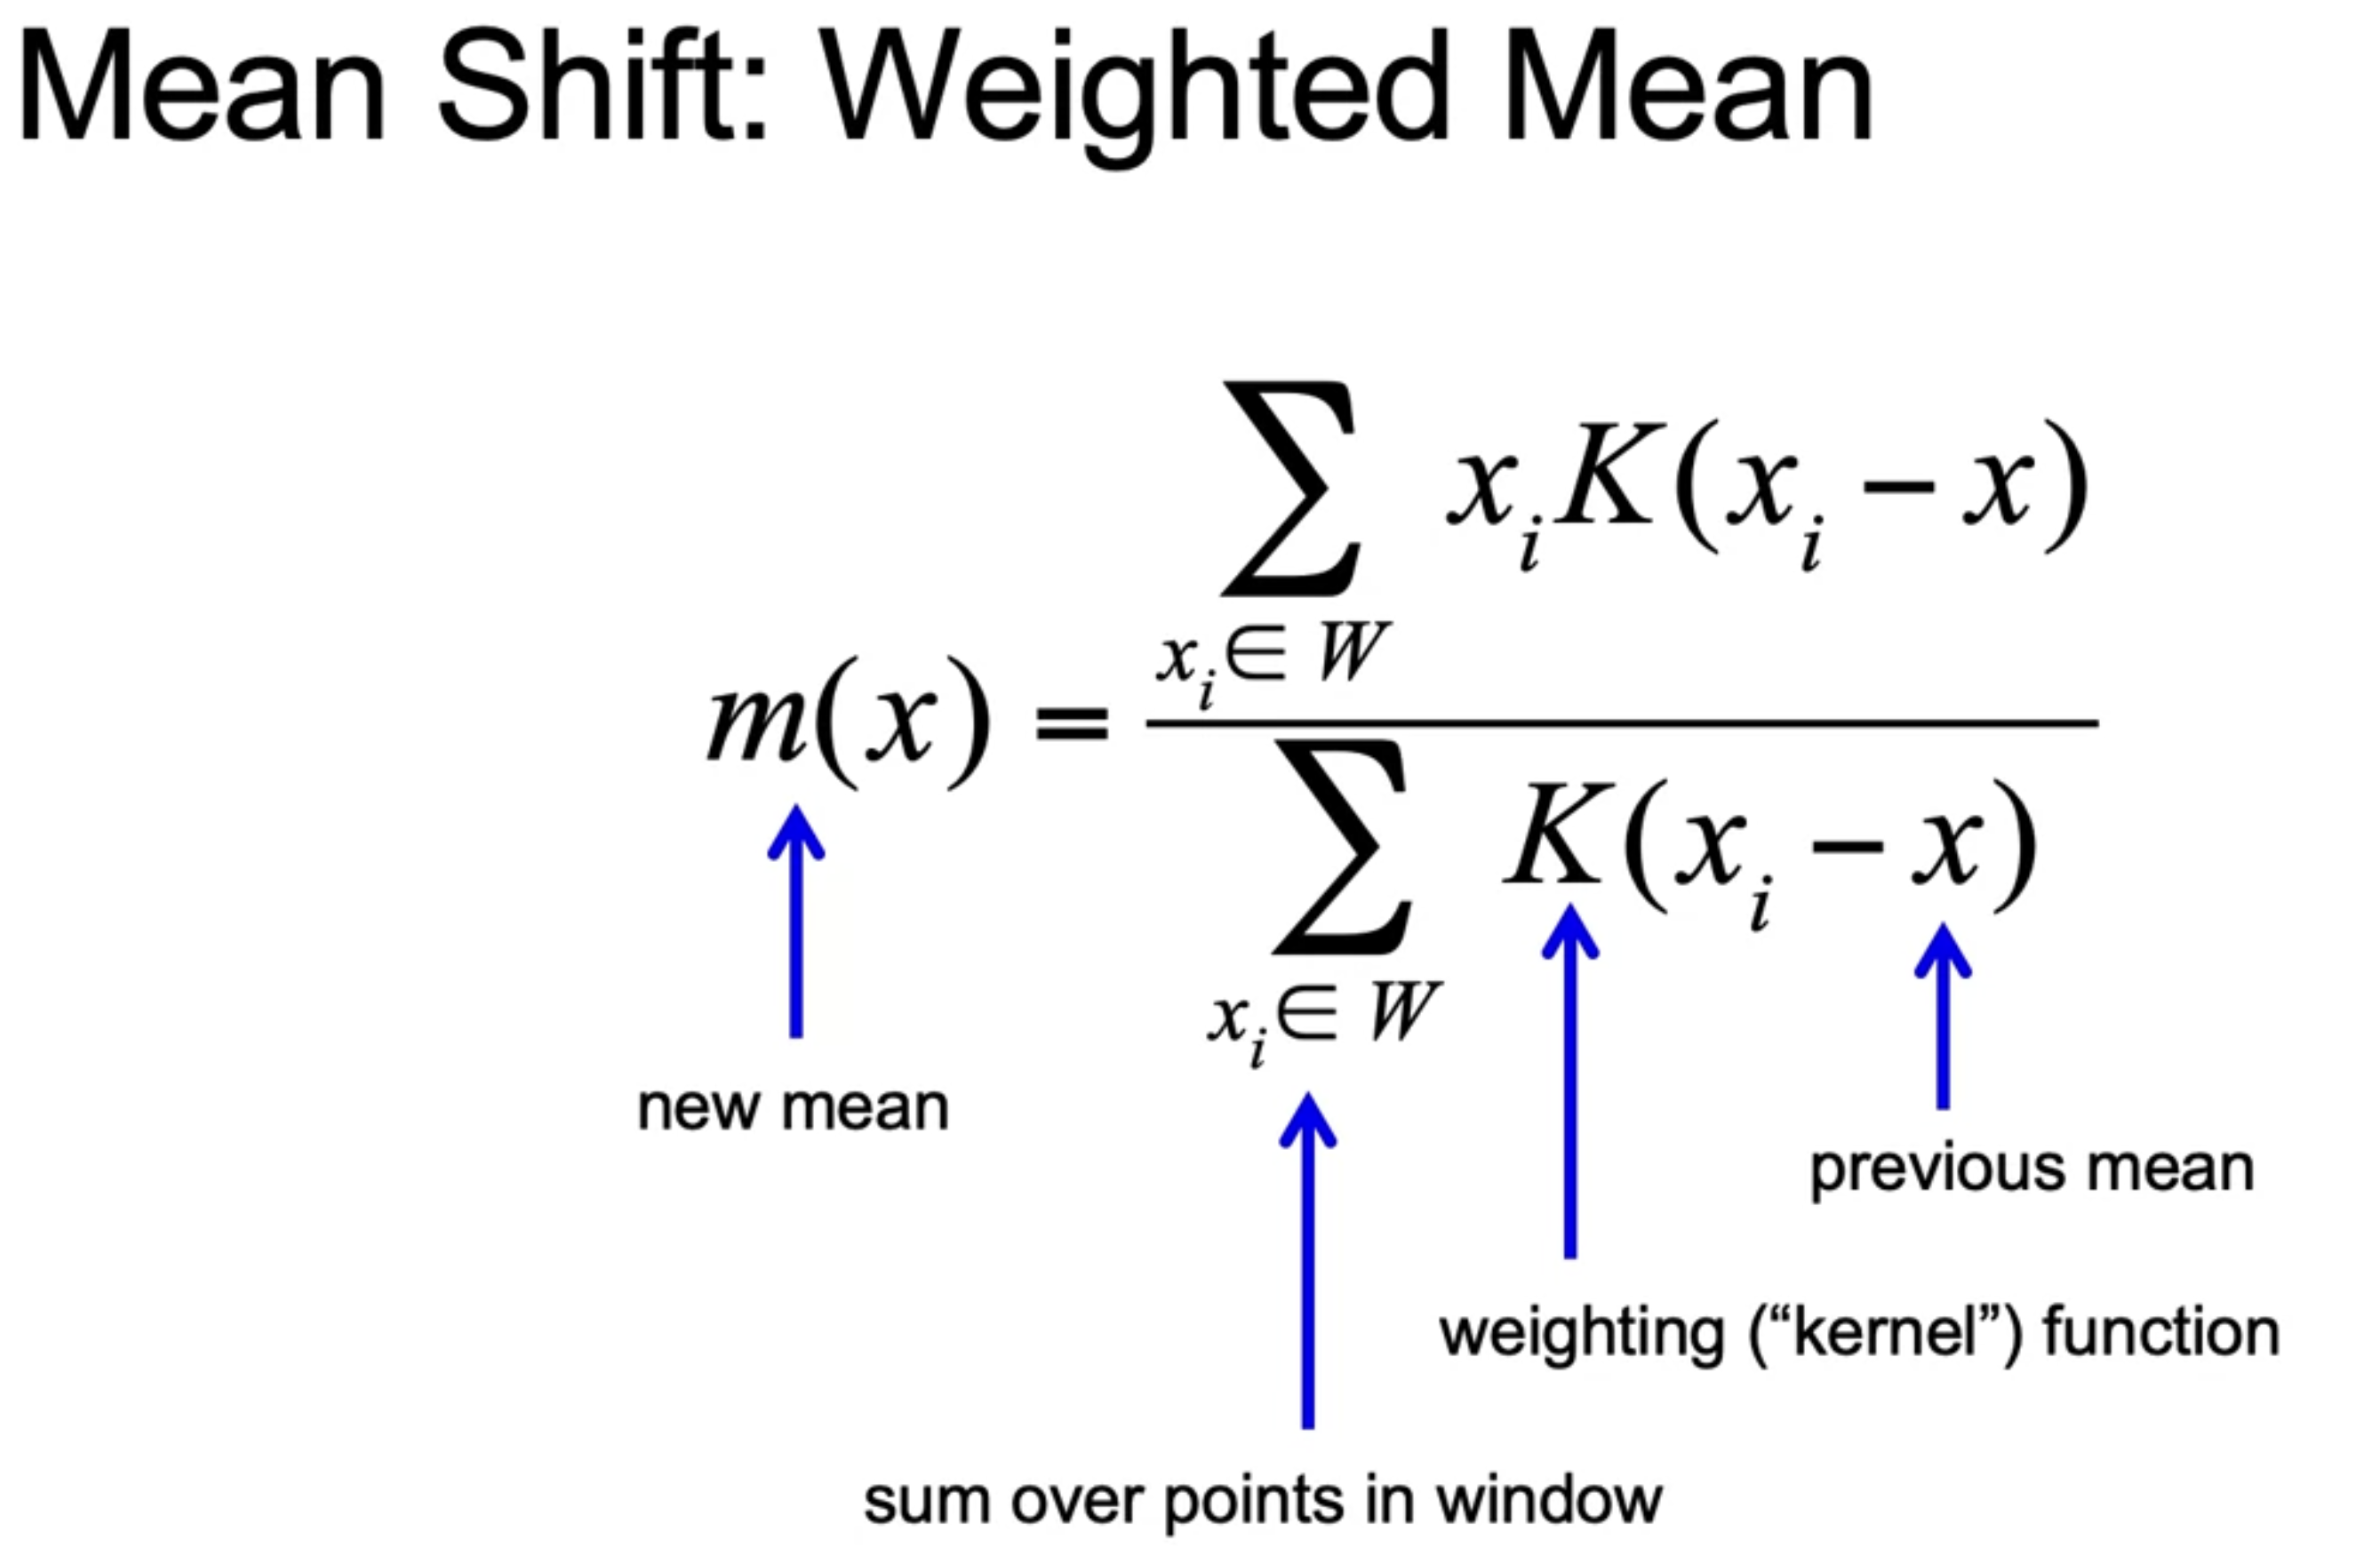 Mean Shift: Weighted Mean
m(x) = \frac{\sum_{x_i \in W} x_i K(x_i - x)}{\sum_{x_i \in W} K(x_i - x)}
new mean
previous mean
weighting (“kernel”) function
sum over points in window